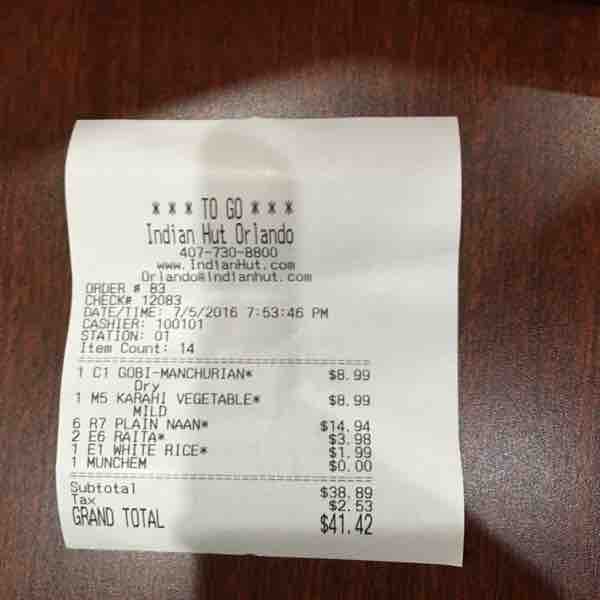 * * * TO GO * * *
Indian Hut Orlando
407-730-8800
www.IndianHut.com
Orlando@indianhut.com
ORDER # 83
CHECK# 12083
DATE/TIME: 7/5/2016 7:53:46 PM
CASHIER: 100101
STATION: 01
Item Count: 14
1 C1 GOBI-MANCHURIAN* $8.99
Dry
1 M5 KARAHI VEGETABLE* $8.99
MILD
6 R7 PLAIN NAAN* $14.94
2 E6 RAITA* $3.98
1 E1 WHITE RICE* $1.99
1 MUNCHEM $0.00
Subtotal $38.89
Tax $2.53
GRAND TOTAL $41.42